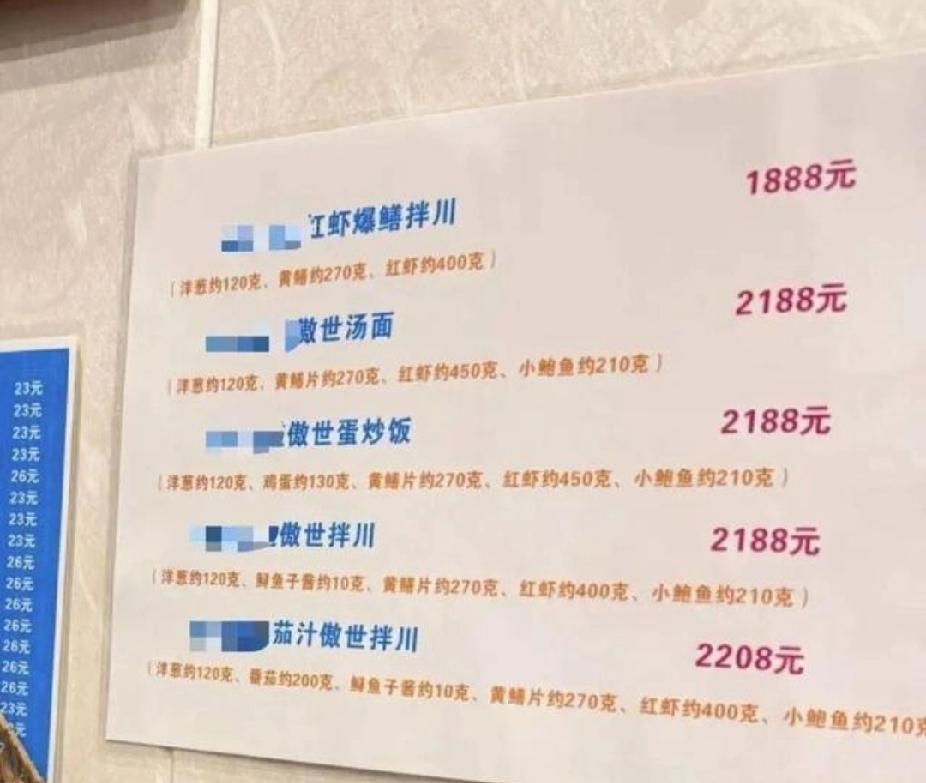 红虾爆鳝拌川 1888元
(洋葱约120克、黄鳝约270克、红虾约400克)
傲世汤面 2188元
(洋葱约120克、黄鳝片约270克、红虾约450克、小鲍鱼约210克)
傲世蛋炒饭 2188元
(洋葱约120克、鸡蛋约130克、黄鳝片约270克、红虾约450克、小鲍鱼约210克)
傲世拌川 2188元
(洋葱约120克、鲟鱼子酱约10克、黄鳝片约270克、红虾约400克、小鲍鱼约210克)
茄汁傲世拌川 2208元
(洋葱约120克、番茄约200克、鲟鱼子酱约10克、黄鳝片约270克、红虾约400克、小鲍鱼约210克
23元
23元
23元
23元
26元
23元
23元
23元
26元
26元
26元
26元
26元
26元
26元
23元
元